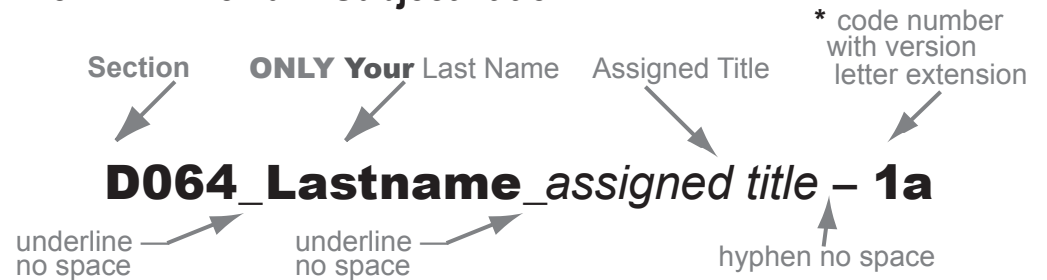 * code number
with version
letter extension
Section ONLY Your Last Name Assigned Title
D064_Lastname_assigned title – 1a
underline
no space
underline
no space
hyphen no space